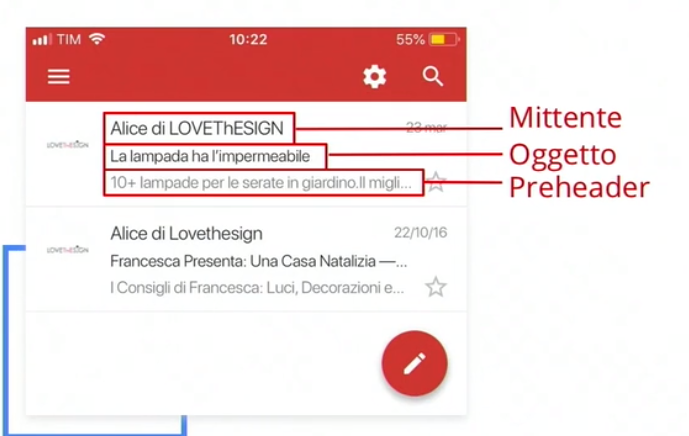 TIM 10:22 55%
Alice di LOVEThESIGN 23 mar
LOVEThESIGN
La lampada ha l'impermeabile
10+ lampade per le serate in giardino.Il migli...
Mittente
Oggetto
Preheader
Alice di Lovethesign 22/10/16
LOVEThESIGN
Francesca Presenta: Una Casa Natalizia —...
I Consigli di Francesca: Luci, Decorazioni e...